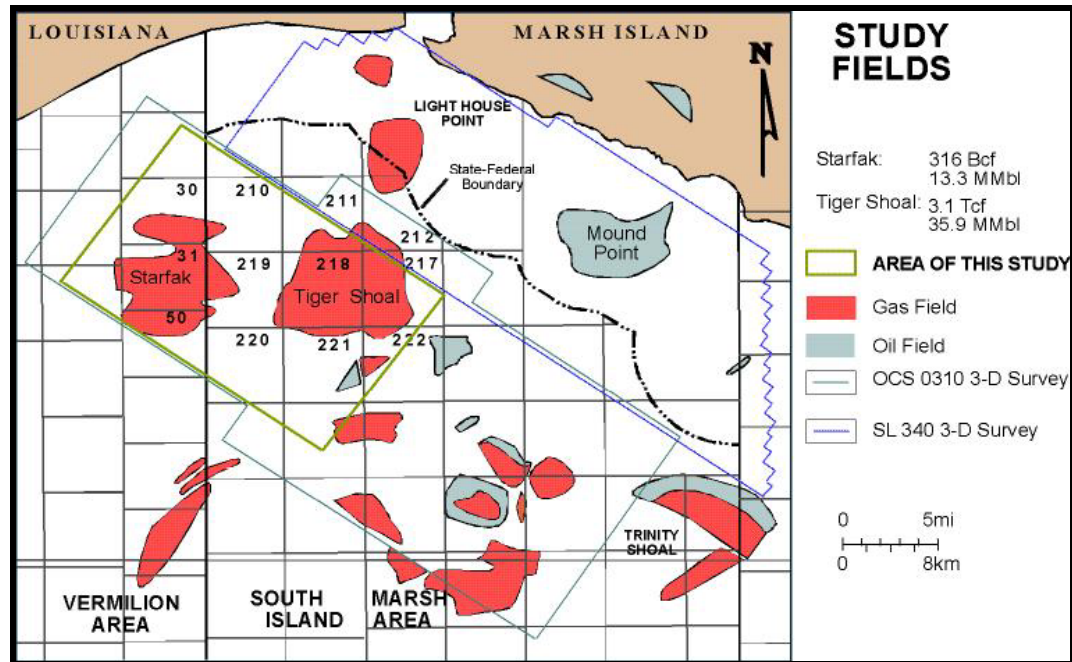 LOUISIANA
MARSH ISLAND
N
STUDY
FIELDS
LIGHT HOUSE
POINT
State-Federal
Boundary
Starfak: 316 Bcf
13.3 MMbl
Tiger Shoal: 3.1 Tcf
35.9 MMbl
30
210
211
212
Mound
Point
31
219
218
217
Starfak
Tiger Shoal
50
220
221
222
AREA OF THIS STUDY
Gas Field
Oil Field
OCS 0310 3-D Survey
SL 340 3-D Survey
0 5mi
0 8km
TRINITY
SHOAL
VERMILION
AREA
SOUTH
ISLAND
MARSH
AREA